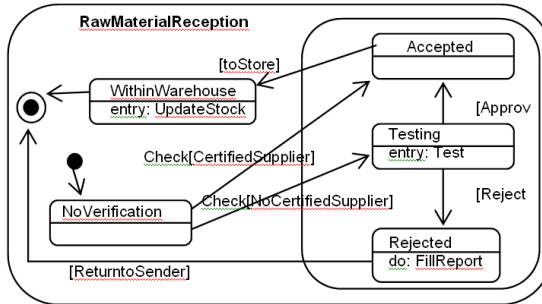 RawMaterialReception
Accepted
[toStore]
WithinWarehouse
entry: UpdateStock
[Approv
Testing
entry: Test
Check[CertifiedSupplier]
Check[NoCertifiedSupplier]
NoVerification
[Reject
Rejected
do: FillReport
[ReturntoSender]